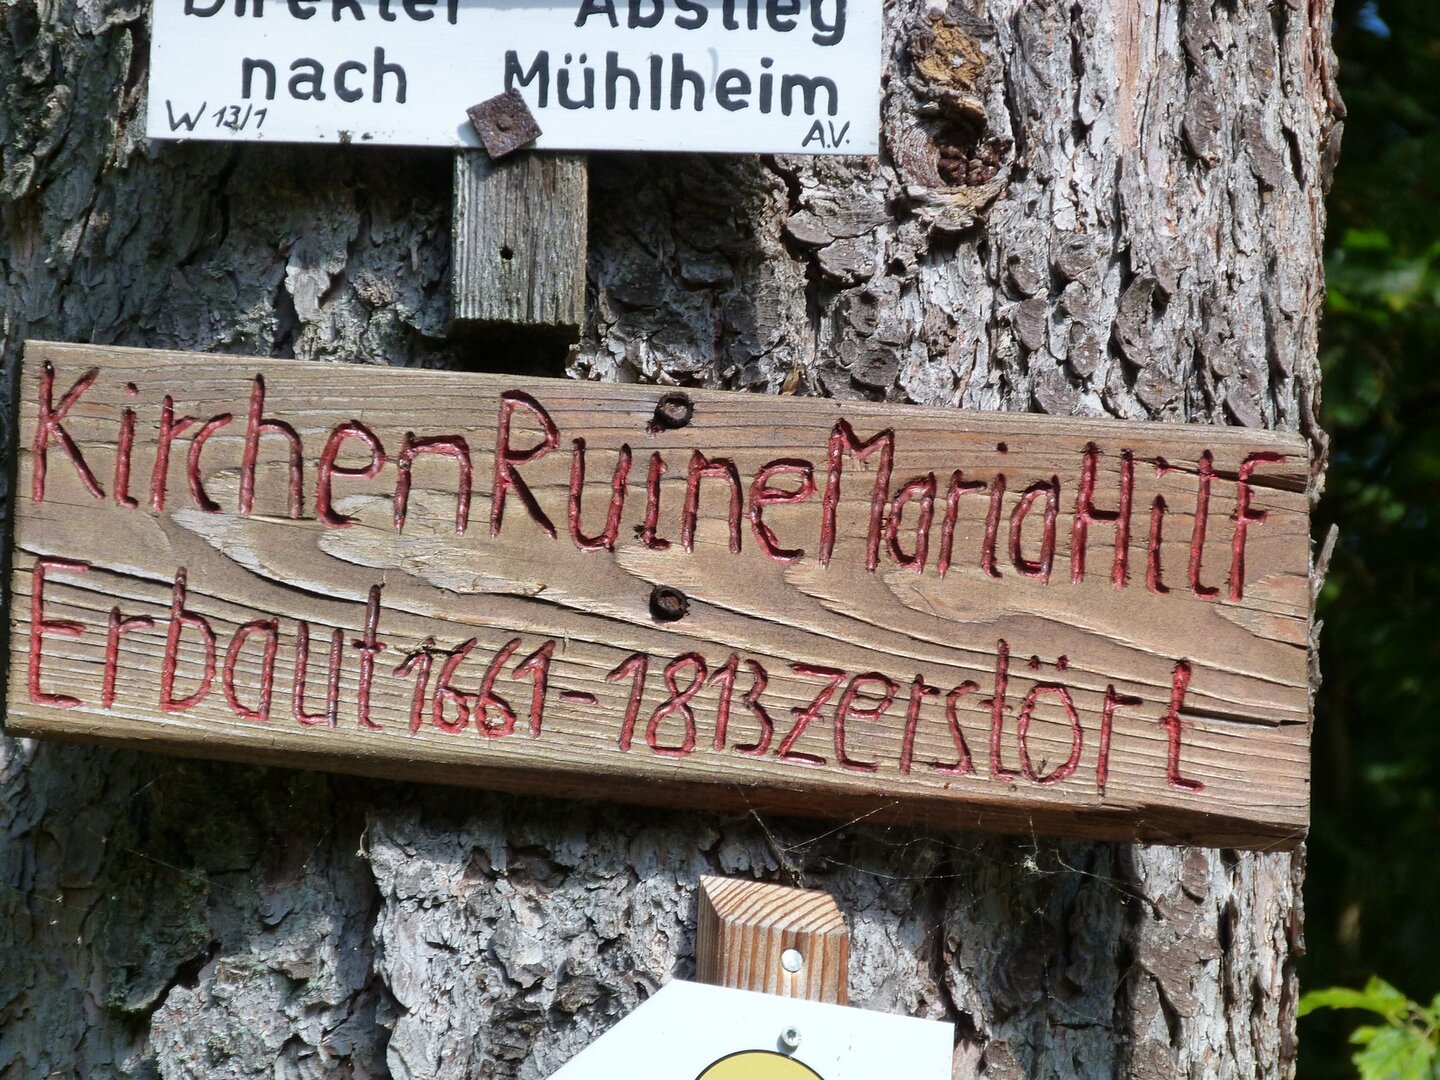 Direkter Abstieg
nach Mühlheim
W 13/1 A.V.
KirchenRuineMariaHilf
Erbaut1661-1813zerstört